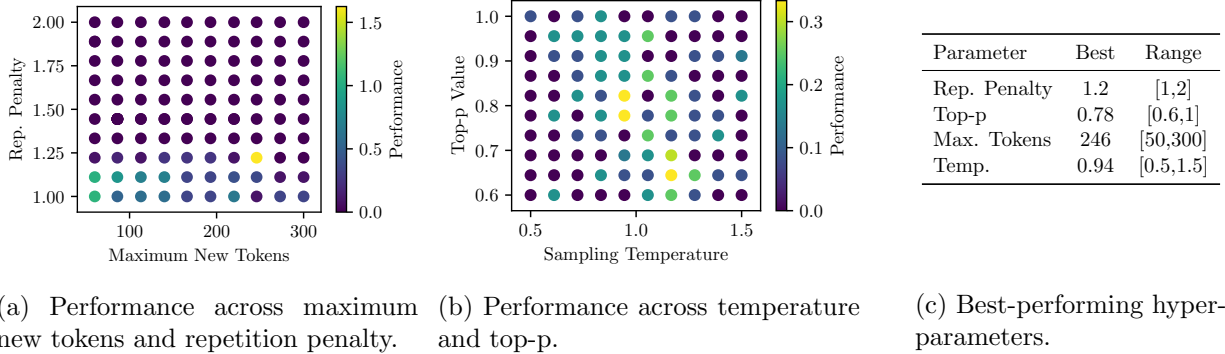 2.00
1.75
1.50
1.25
1.00
Rep. Penalty
100
200
300
Maximum New Tokens
1.5
1.0
0.5
0.0
Performance
1.0
0.9
0.8
0.7
0.6
Top-p Value
0.5
1.0
1.5
Sampling Temperature
0.3
0.2
0.1
0.0
Performance
Parameter Best Range
Rep. Penalty 1.2 [1,2]
Top-p 0.78 [0.6,1]
Max. Tokens 246 [50,300]
Temp. 0.94 [0.5,1.5]
(a) Performance across maximum
new tokens and repetition penalty.
(b) Performance across temperature
and top-p.
(c) Best-performing hyper-
parameters.